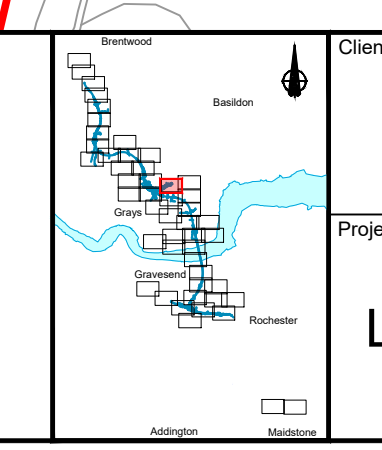 Brentwood
Clien
Basildon
Grays
Proje
Gravesend
L
Rochester
Addington
Maidstone